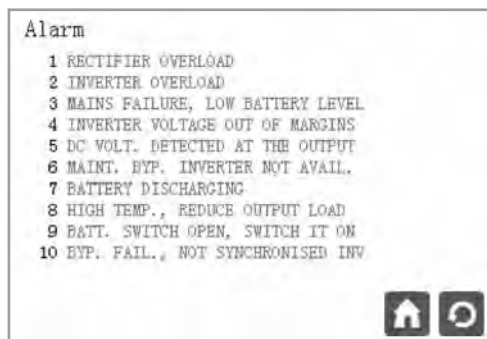 Alarm
1 RECTIFIER OVERLOAD
2 INVERTER OVERLOAD
3 MAINS FAILURE, LOW BATTERY LEVEL
4 INVERTER VOLTAGE OUT OF MARGINS
5 DC VOLT. DETECTED AT THE OUTPUT
6 MAINT. BYP. INVERTER NOT AVAIL.
7 BATTERY DISCHARGING
8 HIGH TEMP., REDUCE OUTPUT LOAD
9 BATT. SWITCH OPEN, SWITCH IT ON
10 BYP. FAIL., NOT SYNCHRONISED INV